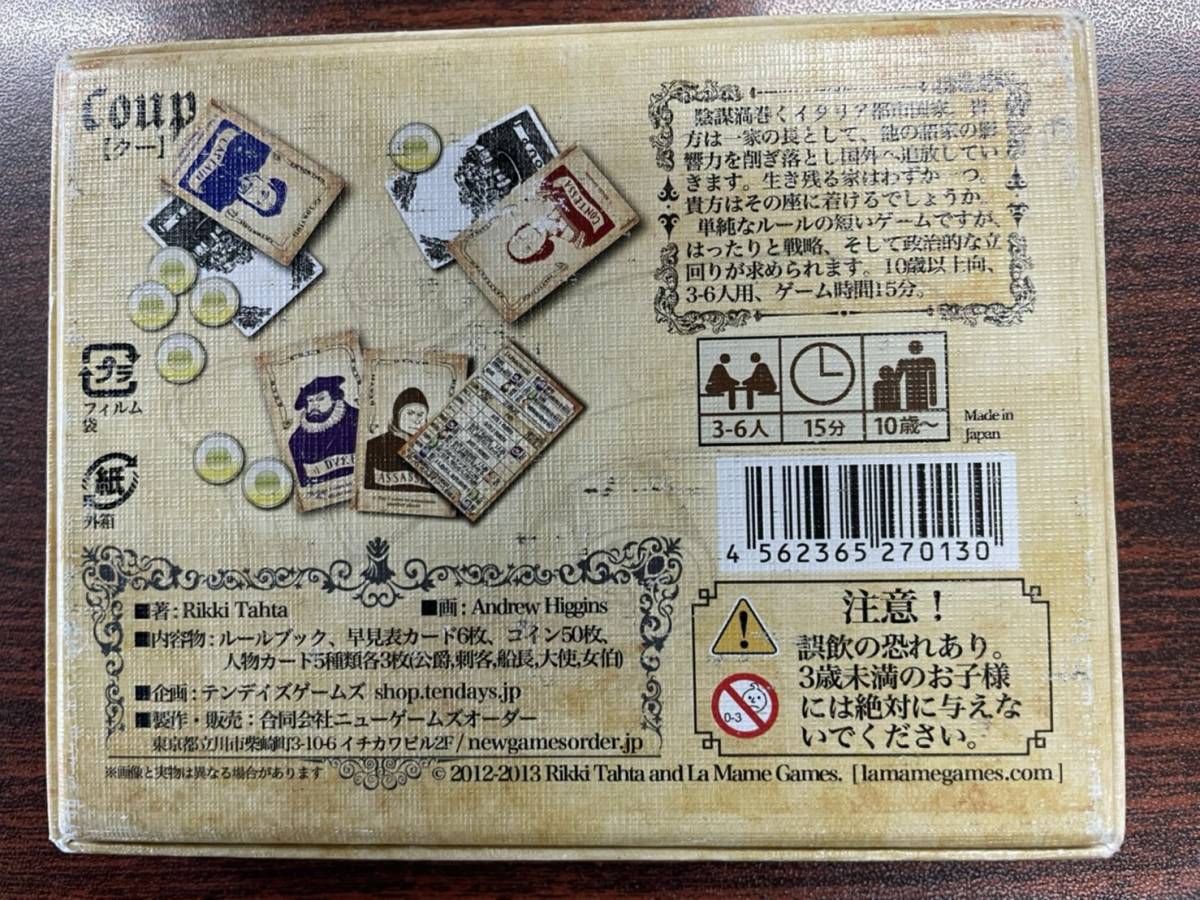 Coup
【クー】
CAPTAIN
CONTESSA
DVKE
ASSASS
陰謀渦巻くイタリア都市国家。貴
方は一家の長として、他の諸家の影
響力を削ぎ落とし国外へ追放してい
きます。生き残る家はわずか一つ。
貴方はその座に着けるでしょうか。
単純なルールの短いゲームですが、
はったりと戦略、そして政治的な立
回りが求められます。10歳以上向、
3-6人用、ゲーム時間15分。
プラ
フィルム
袋
紙
外箱
3-6人 15分 10歳〜
Made in
Japan
4 562365 270130
■著：Rikki Tahta ■画：Andrew Higgins
■内容物：ルールブック、早見表カード6枚、コイン50枚、
人物カード5種類各3枚(公爵,刺客,船長,大使,女伯)
■企画：テンデイズゲームズ shop.tendays.jp
■製作・販売：合同会社ニューゲームズオーダー
東京都立川市柴崎町3-10-6 イチカワビル2F/newgamesorder.jp
※画像と実物は異なる場合があります
© 2012-2013 Rikki Tahta and La Mame Games. [lamamegames.com]
注意！
誤飲の恐れあり。
3歳未満のお子様
には絶対に与えな
いでください。
0-3